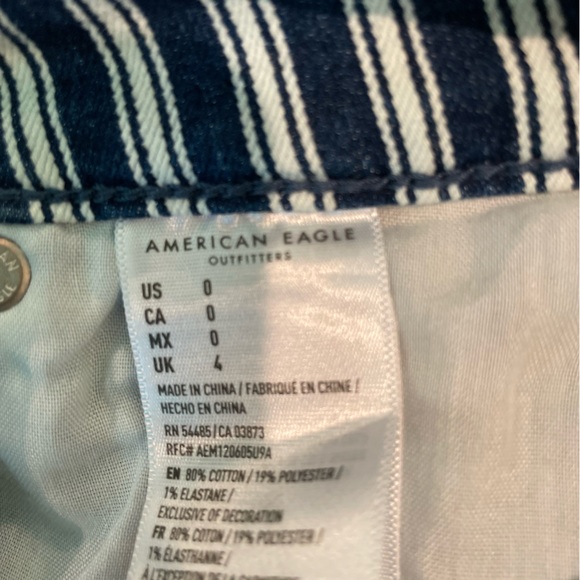 AMERICAN EAGLE
OUTFITTERS
US 0
CA 0
MX 0
UK 4
MADE IN CHINA / FABRIQUÉ EN CHINE /
HECHO EN CHINA
RN 54485 / CA 03873
RFC# AEM120605U9A
EN 80% COTTON / 19% POLYESTER /
1% ELASTANE /
EXCLUSIVE OF DECORATION
FR 80% COTON / 19% POLYESTER /
1% ÉLASTHANNE /